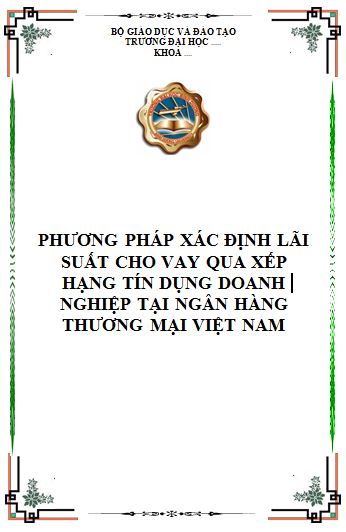 BỘ GIÁO DỤC VÀ ĐÀO TẠO
TRƯỜNG ĐẠI HỌC .....
KHOA ....
PHƯƠNG PHÁP XÁC ĐỊNH LÃI
SUẤT CHO VAY QUA XẾP
HẠNG TÍN DỤNG DOANH
NGHIỆP TẠI NGÂN HÀNG
THƯƠNG MẠI VIỆT NAM